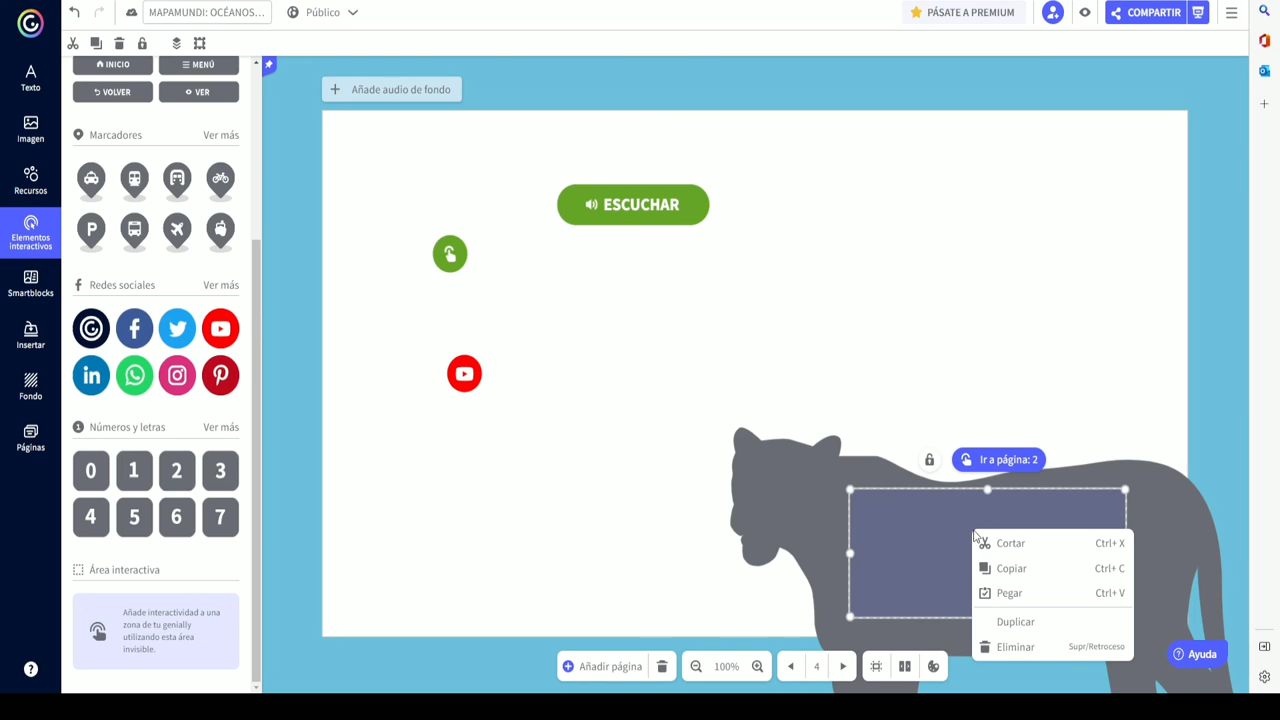 MAPAMUNDI: OCÉANOS...
Público
PÁSATE A PREMIUM
COMPARTIR
Texto
Imagen
Recursos
Elementos
interactivos
Smartblocks
Insertar
Fondo
Páginas
INICIO
MENÚ
VOLVER
VER
Marcadores
Ver más
P
Redes sociales
Ver más
Números y letras
Ver más
0
1
2
3
4
5
6
7
Área interactiva
Añade interactividad a una
zona de tu genially
utilizando esta área
invisible.
Añade audio de fondo
ESCUCHAR
Ir a página: 2
Cortar Ctrl+ X
Copiar Ctrl+ C
Pegar Ctrl+ V
Duplicar
Eliminar Supr/Retroceso
Añadir página
100%
4
Ayuda